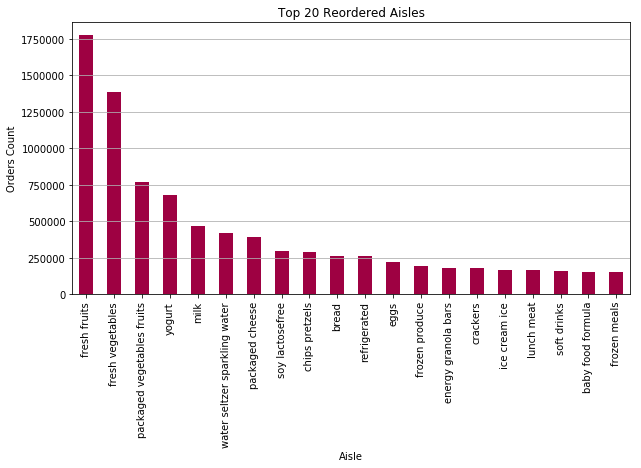 Top 20 Reordered Aisles
Orders Count
1750000
1500000
1250000
1000000
750000
500000
250000
0
fresh fruits
fresh vegetables
packaged vegetables fruits
yogurt
milk
water seltzer sparkling water
packaged cheese
soy lactosefree
chips pretzels
bread
refrigerated
eggs
frozen produce
energy granola bars
crackers
ice cream ice
lunch meat
soft drinks
baby food formula
frozen meals
Aisle